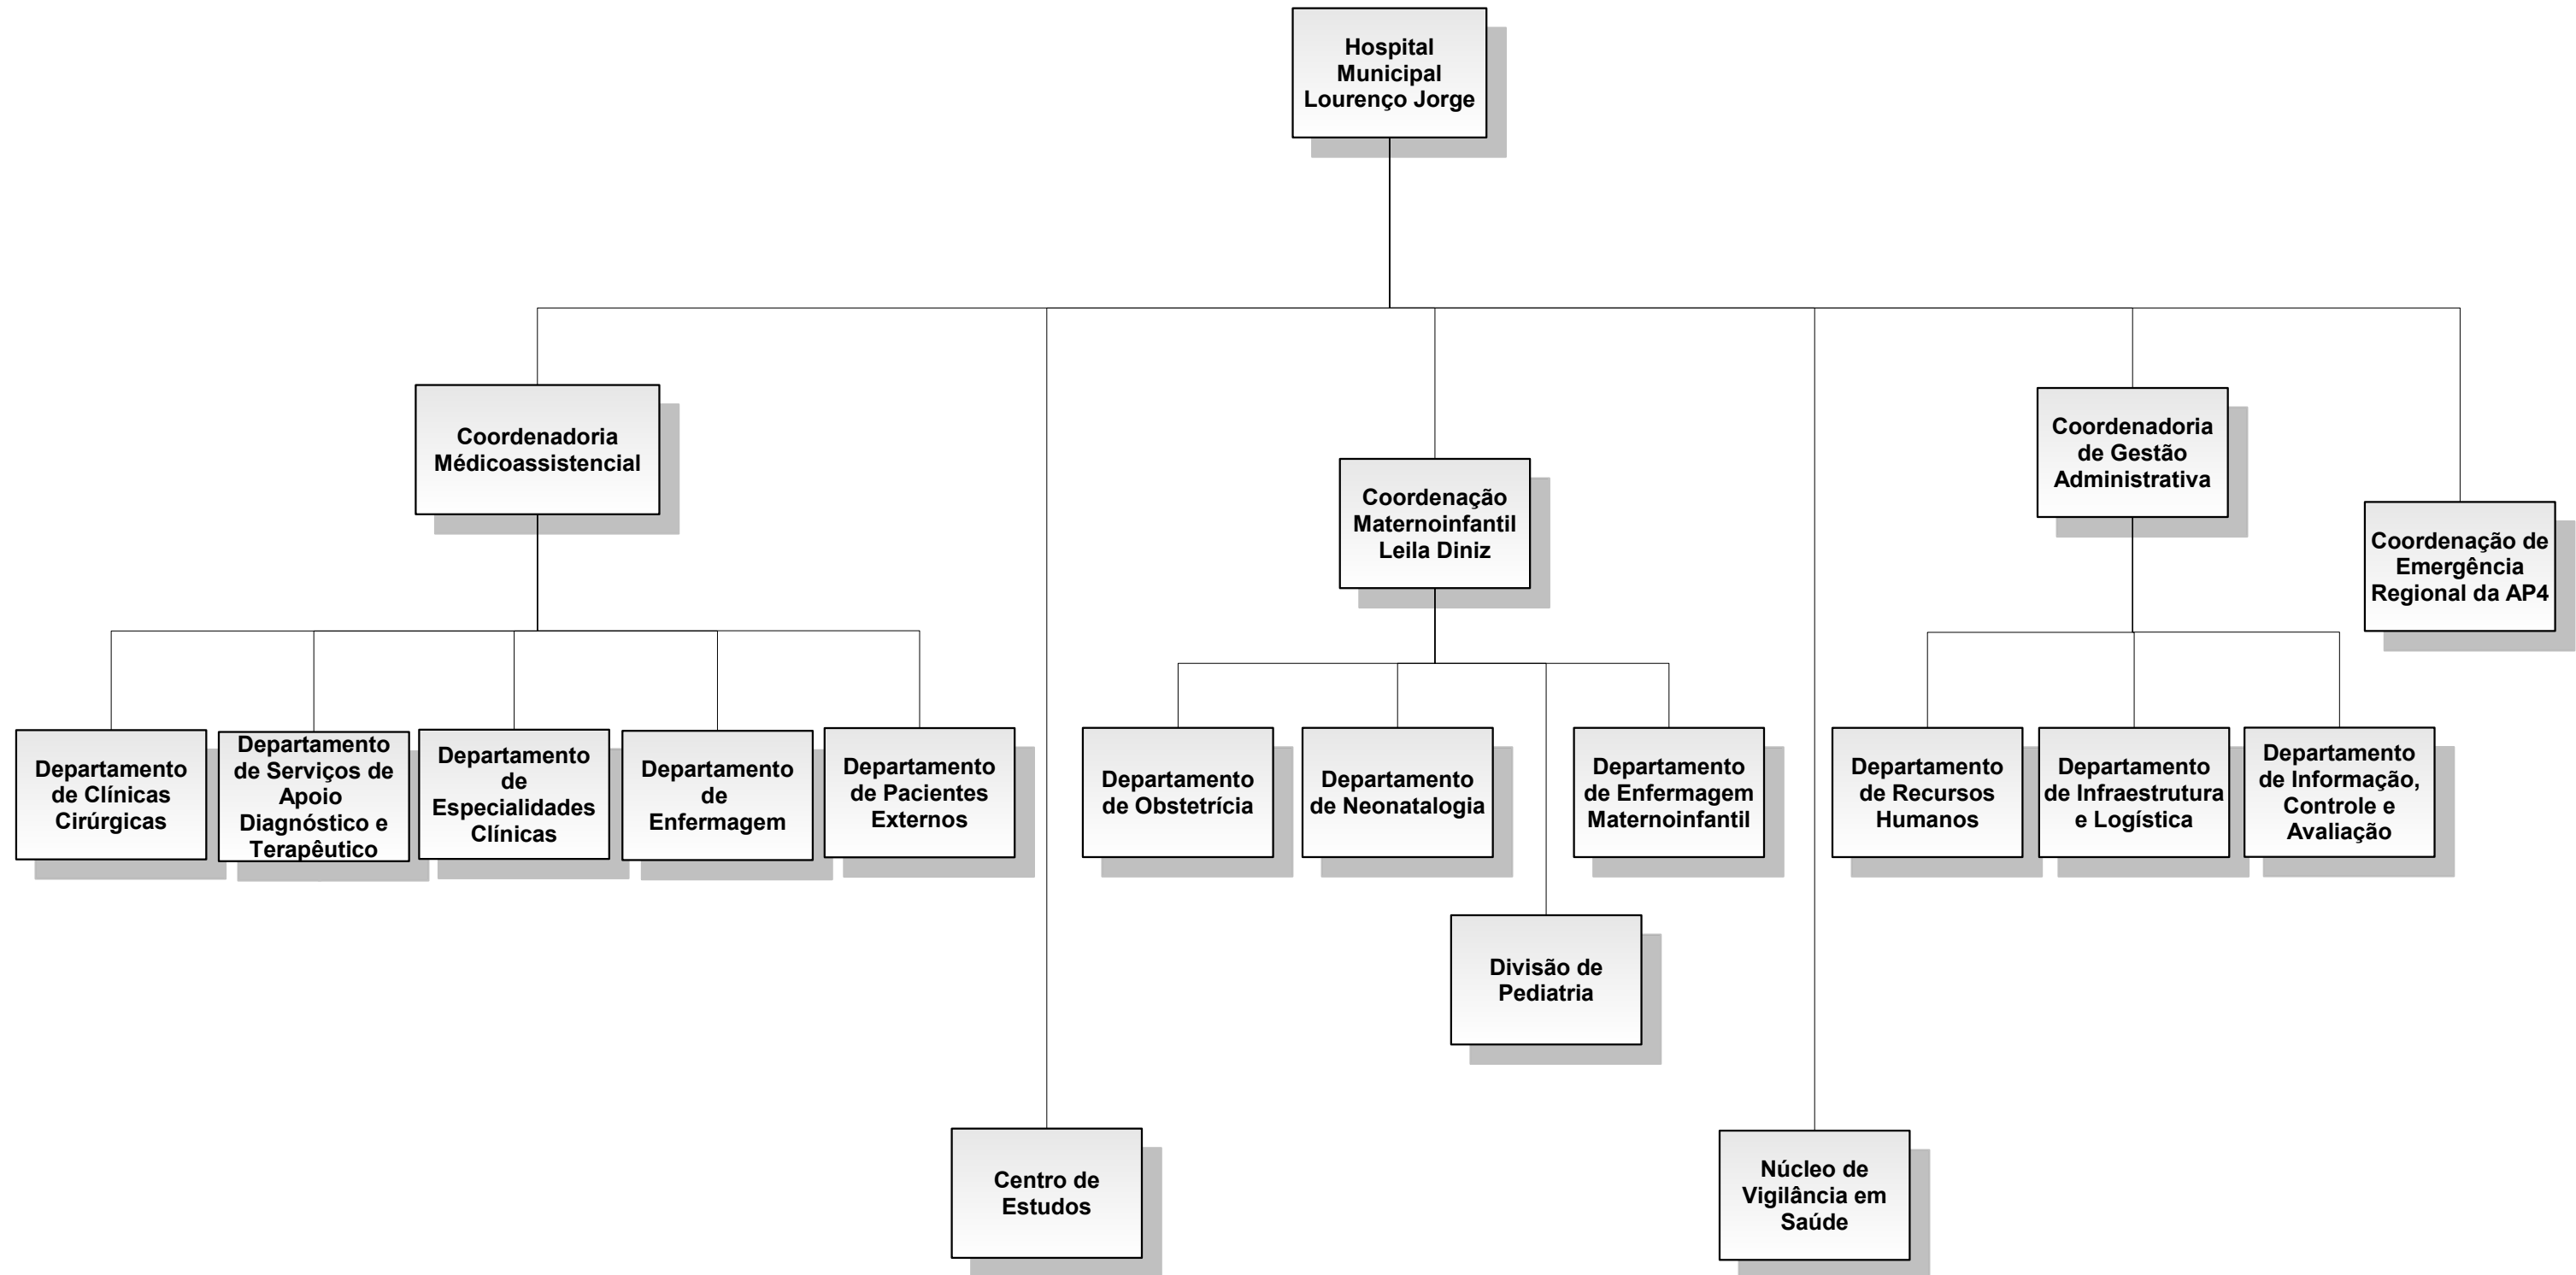 Hospital
Municipal
Lourenço Jorge
Coordenadoria
Médicoassistencial
Coordenação
Maternoinfantil
Leila Diniz
Coordenadoria
de Gestão
Administrativa
Coordenação de
Emergência
Regional da AP4
Departamento
de Clínicas
Cirúrgicas
Departamento
de Serviços de
Apoio
Diagnóstico e
Terapêutico
Departamento
de
Especialidades
Clínicas
Departamento
de
Enfermagem
Departamento
de Pacientes
Externos
Departamento
de Obstetrícia
Departamento
de Neonatalogia
Departamento
de Enfermagem
Maternoinfantil
Departamento
de Recursos
Humanos
Departamento
de Infraestrutura
e Logística
Departamento
de Informação,
Controle e
Avaliação
Divisão de
Pediatria
Centro de
Estudos
Núcleo de
Vigilância em
Saúde